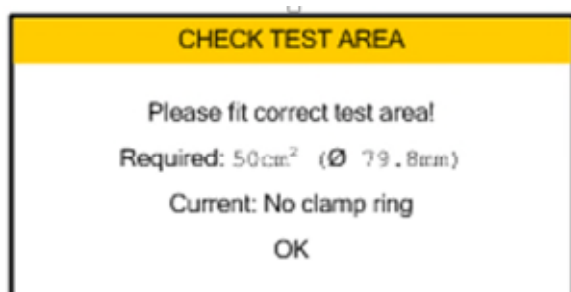 CHECK TEST AREA
Please fit correct test area!
Required: 50cm² (Ø 79.8mm)
Current: No clamp ring
OK